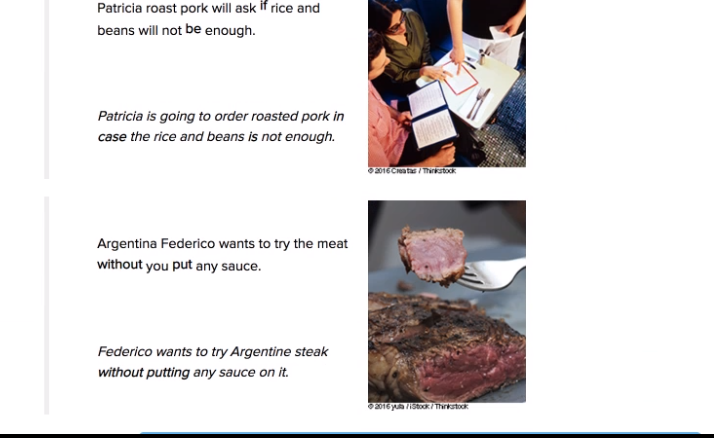 Patricia roast pork will ask if rice and
beans will not be enough.
Patricia is going to order roasted pork in
case the rice and beans is not enough.
© 2016 Creatas / Thinkstock
Argentina Federico wants to try the meat
without you put any sauce.
Federico wants to try Argentine steak
without putting any sauce on it.
© 2016 yula / iStock / Thinkstock